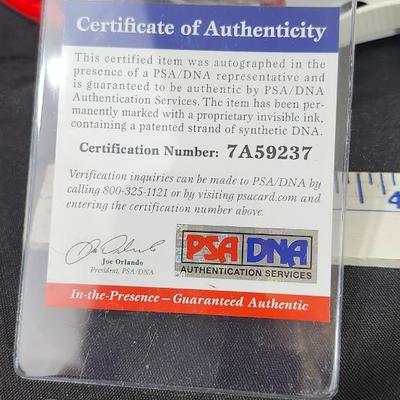 Certificate of Authenticity
This certified item was autographed in the
presence of a PSA/DNA representative and
is guaranteed to be authentic by PSA/DNA
Authentication Services. The item has been per-
manently marked with a proprietary invisible ink,
containing a patented strand of synthetic DNA.
Certification Number: 7A59237
Verification inquiries can be made to PSA/DNA by
calling 800-325-1121 or by visiting psacard.com and
entering the certification number above.
Joe Orlando
President, PSA/DNA
PSA DNA
AUTHENTICATION SERVICES
In-the-Presence – Guaranteed Authentic
4